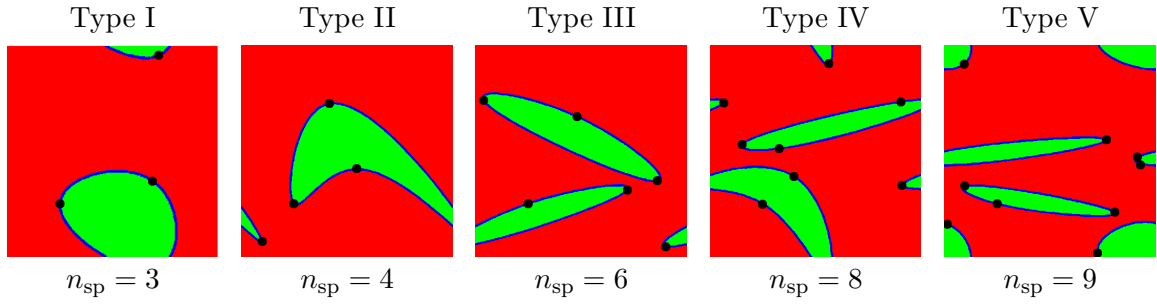 Type I Type II Type III Type IV Type V
n_sp = 3 n_sp = 4 n_sp = 6 n_sp = 8 n_sp = 9